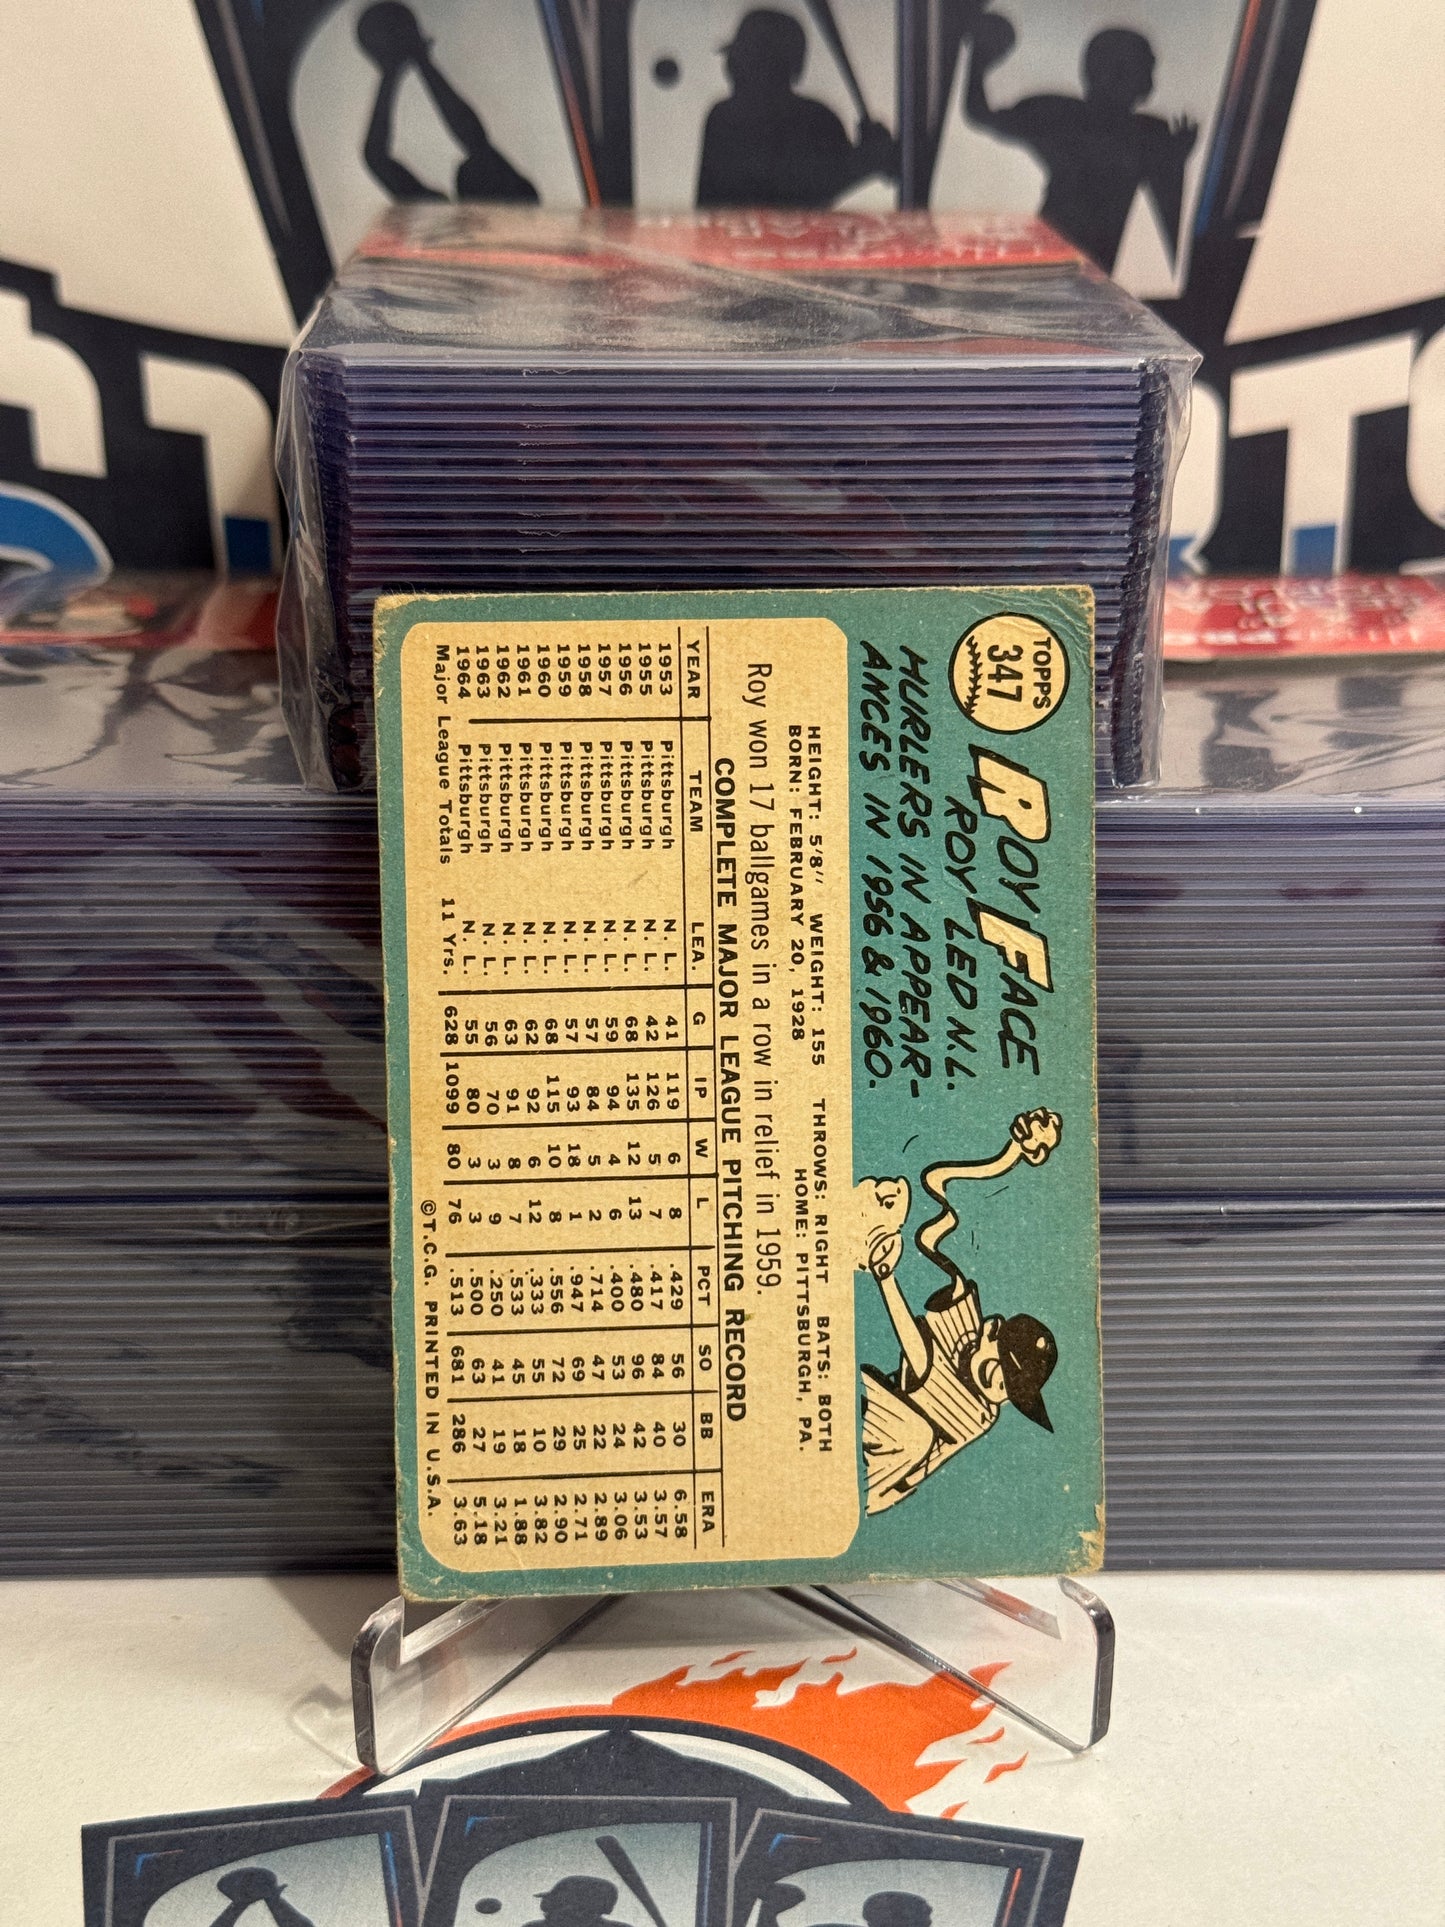 TOPPS
347
ROY FACE
ROY LED N.L.
HURLERS IN APPEAR-
ANCES IN 1956 & 1960.
HEIGHT: 5'8" WEIGHT: 155 THROWS: RIGHT BATS: BOTH
BORN: FEBRUARY 20, 1928 HOME: PITTSBURGH, PA.
Roy won 17 ballgames in a row in relief in 1959.
COMPLETE MAJOR LEAGUE PITCHING RECORD
YEAR TEAM LEA. G IP W L PCT SO BB ERA
1953 Pittsburgh N. L. 41 119 6 8 .429 56 30 6.58
1955 Pittsburgh N. L. 42 126 5 7 .417 84 40 3.57
1956 Pittsburgh N. L. 68 135 12 13 .480 96 42 3.53
1957 Pittsburgh N. L. 59 94 4 6 .400 53 24 3.06
1958 Pittsburgh N. L. 57 84 5 2 .714 47 22 2.89
1959 Pittsburgh N. L. 57 93 18 1 .947 69 25 2.71
1960 Pittsburgh N. L. 68 115 10 8 .556 72 29 2.90
1961 Pittsburgh N. L. 62 92 6 12 .333 55 10 3.82
1962 Pittsburgh N. L. 63 91 8 7 .533 45 18 1.88
1963 Pittsburgh N. L. 56 70 3 9 .250 41 19 3.21
1964 Pittsburgh N. L. 55 80 3 3 .500 63 27 5.18
Major League Totals 11 Yrs. 628 1099 80 76 .513 681 286 3.63
©T.C.G. PRINTED IN U.S.A.